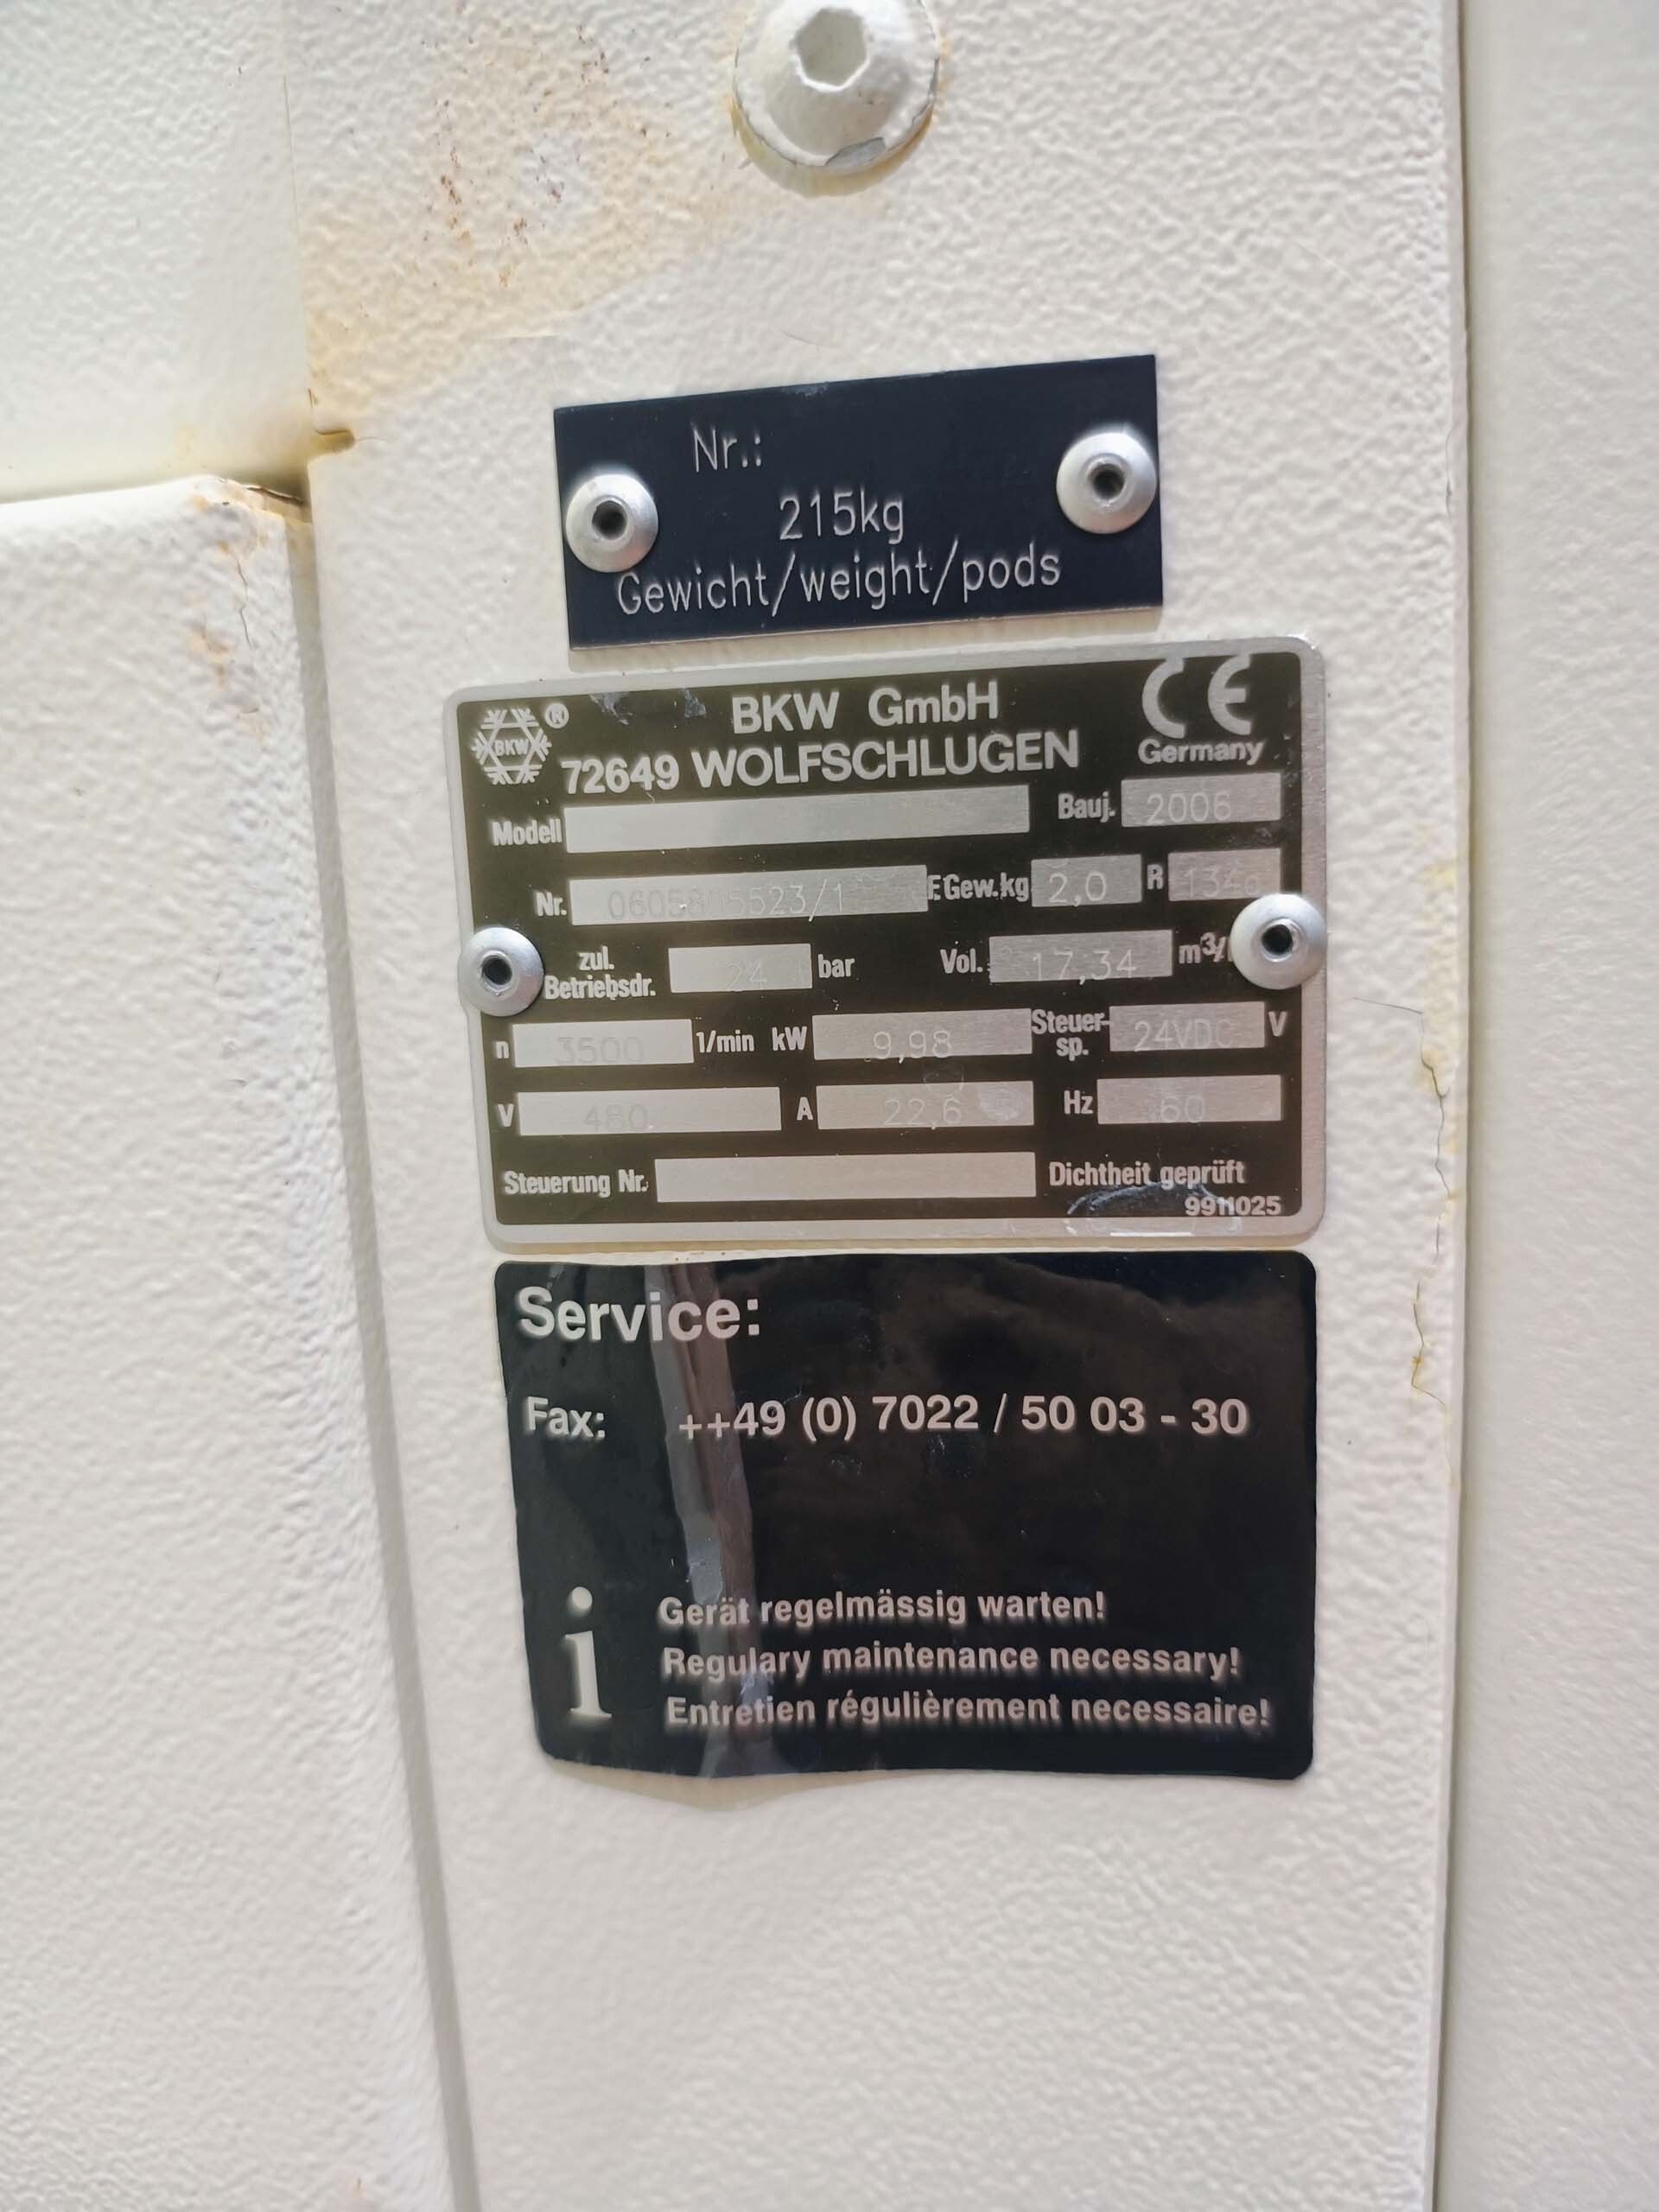 Nr.:
215kg
Gewicht/weight/pods
BKW ®
BKW GmbH
72649 WOLFSCHLUGEN
CE
Germany
Modell
Bauj. 2006
Nr.
F.Gew.kg 2,0 R 134a
zul. Betriebsdr. 24 bar Vol. 17,34 m³/
n 3500 1/min kW 9,98 Steuer-sp. 24VDC V
V 480 A 22,6 Hz 60
Steuerung Nr. Dichtheit geprüft
9911025
Service:
Fax: ++49 (0) 7022 / 50 03 - 30
i
Gerät regelmässig warten!
Regulary maintenance necessary!
Entretien régulièrement necessaire!